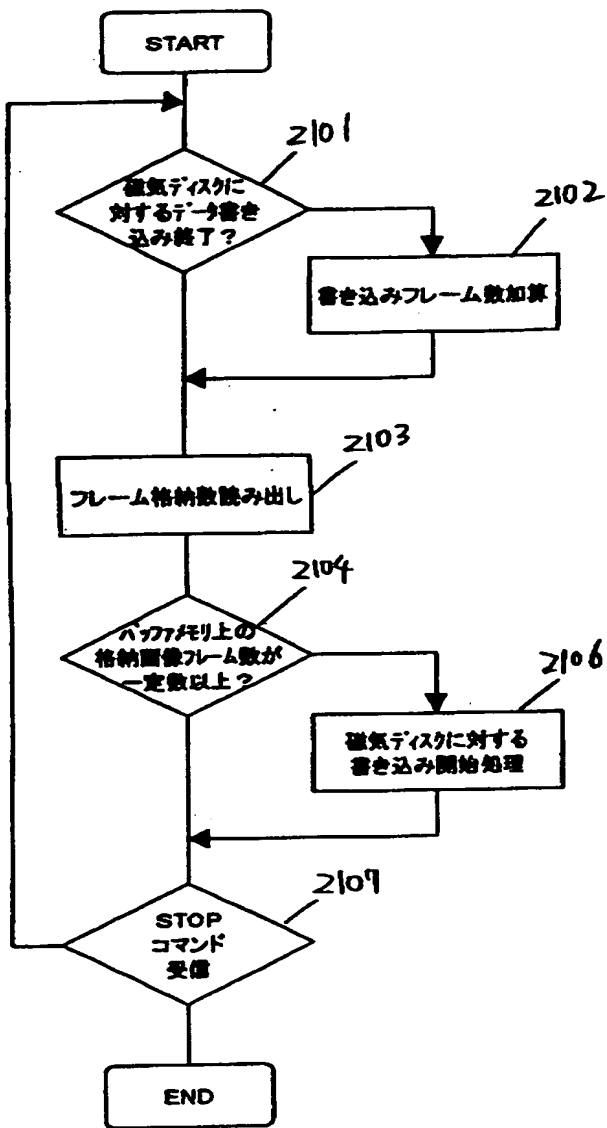 START
2101
磁気ディスクに
対するデータ書き
込み終了?
2102
書き込みフレーム数加算
2103
フレーム格納数読み出し
2104
バッファメモリ上の
格納画像フレーム数が
一定数以上?
2106
磁気ディスクに対する
書き込み開始処理
2107
STOP
コマンド
受信
END